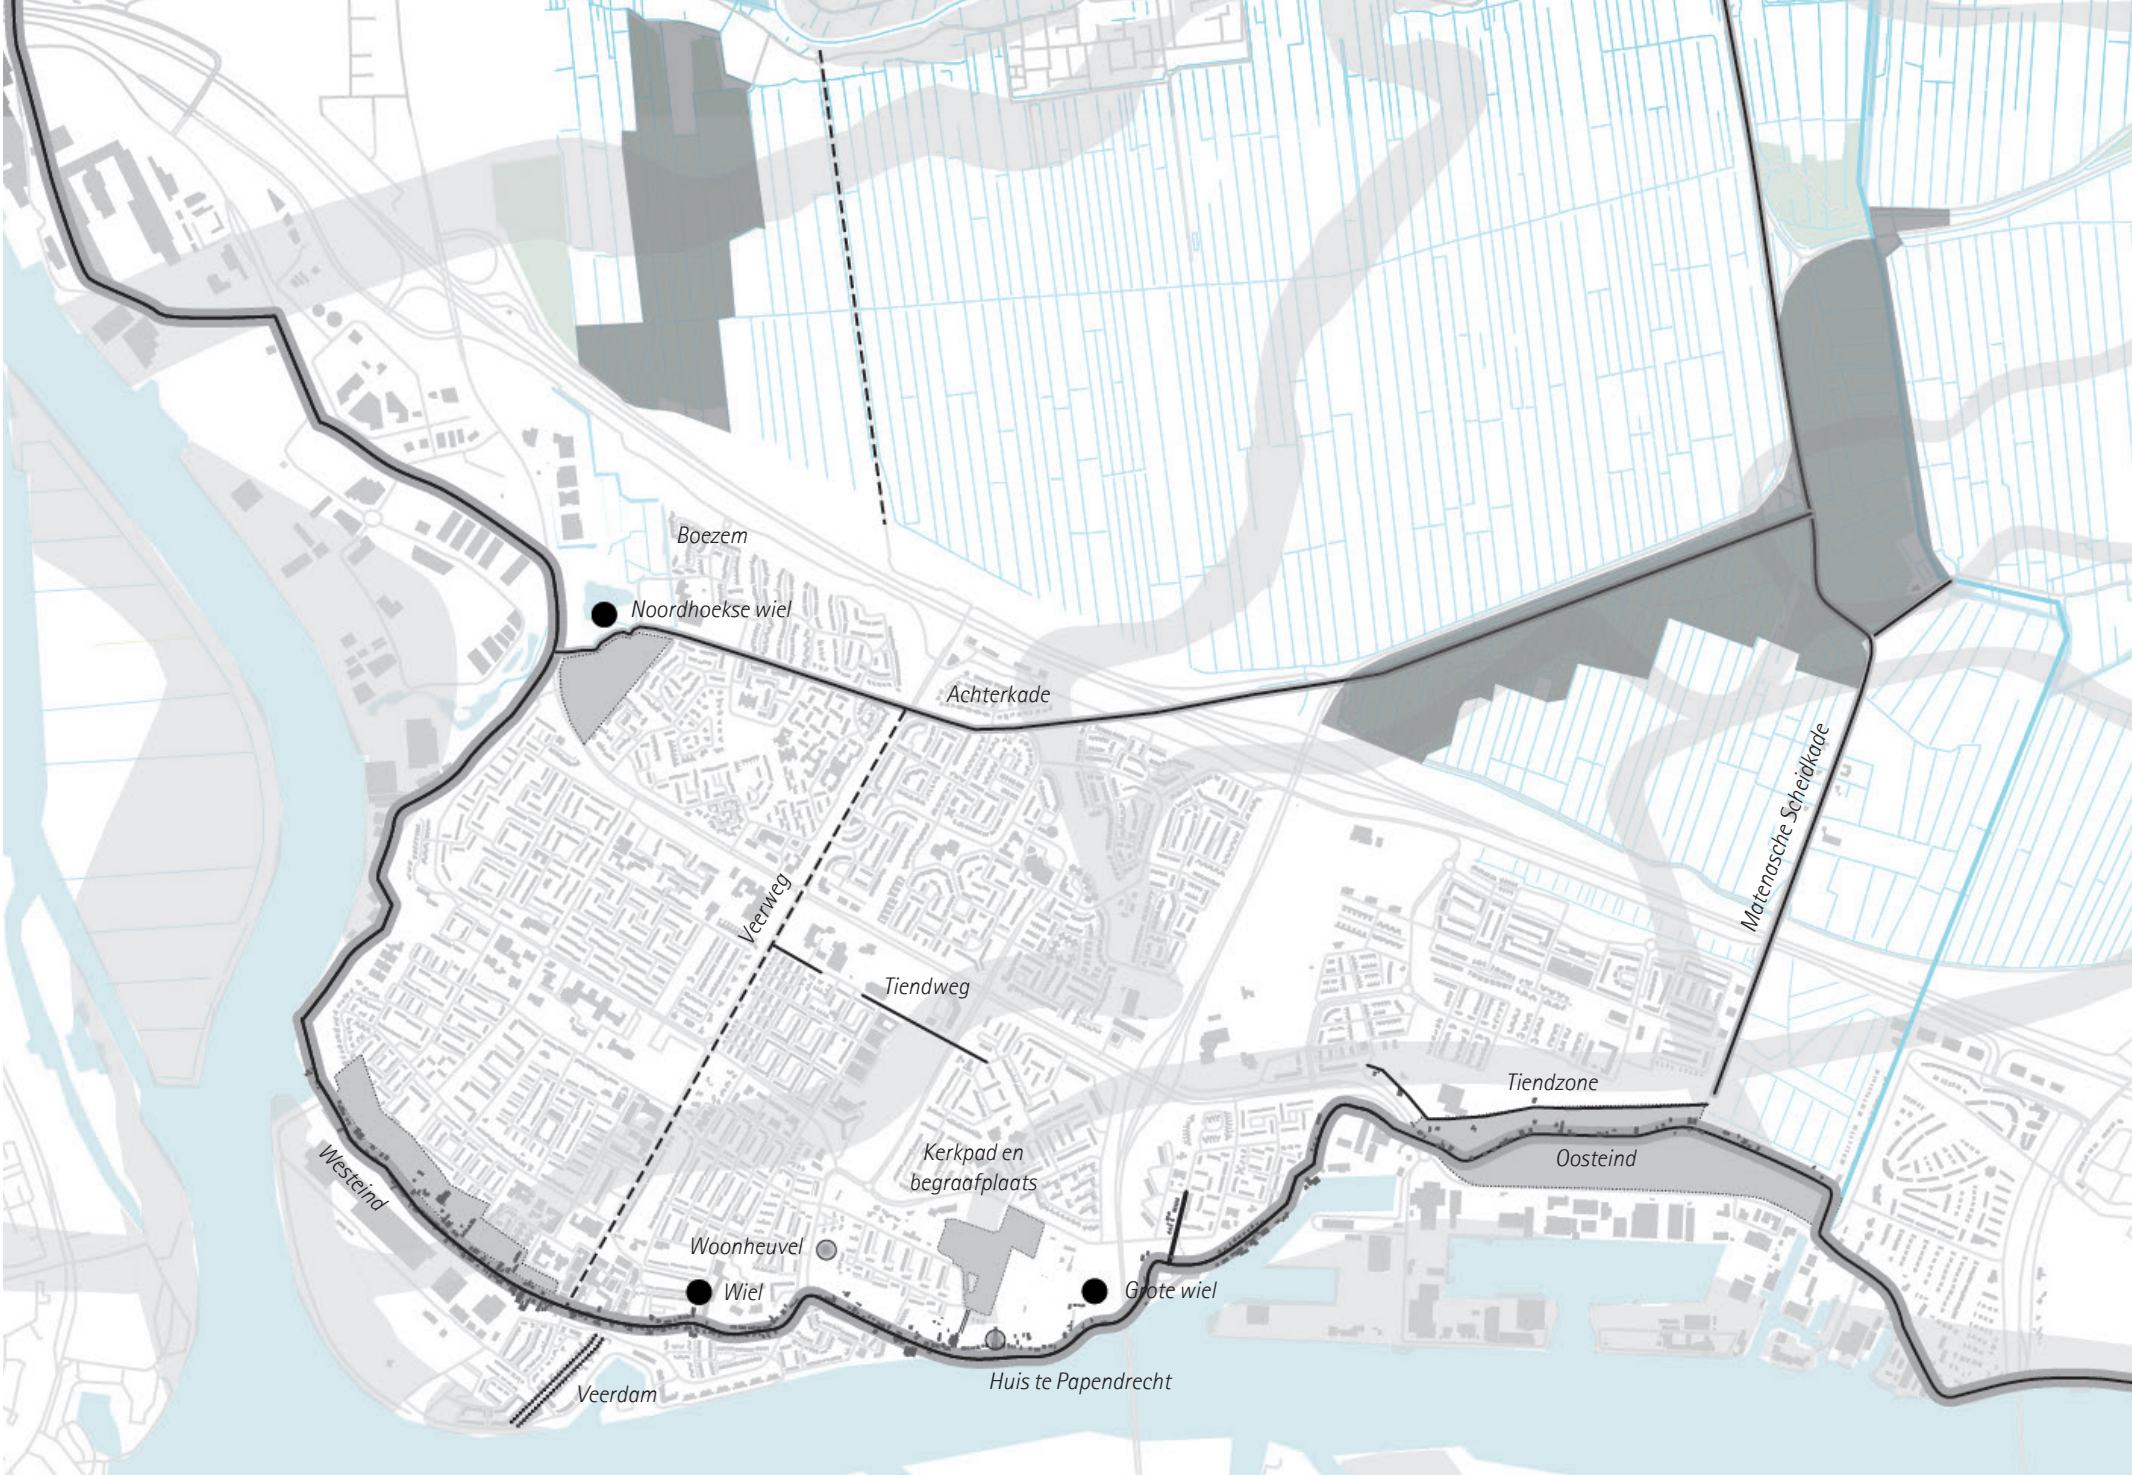 Boezem
Noordhoekse wiel
Achterkade
Matenasche Scheidkade
Veerweg
Tiendweg
Tiendzone
Kerkpad en
begraafplaats
Oosteind
Westeind
Woonheuvel
Wiel
Grote wiel
Huis te Papendrecht
Veerdam